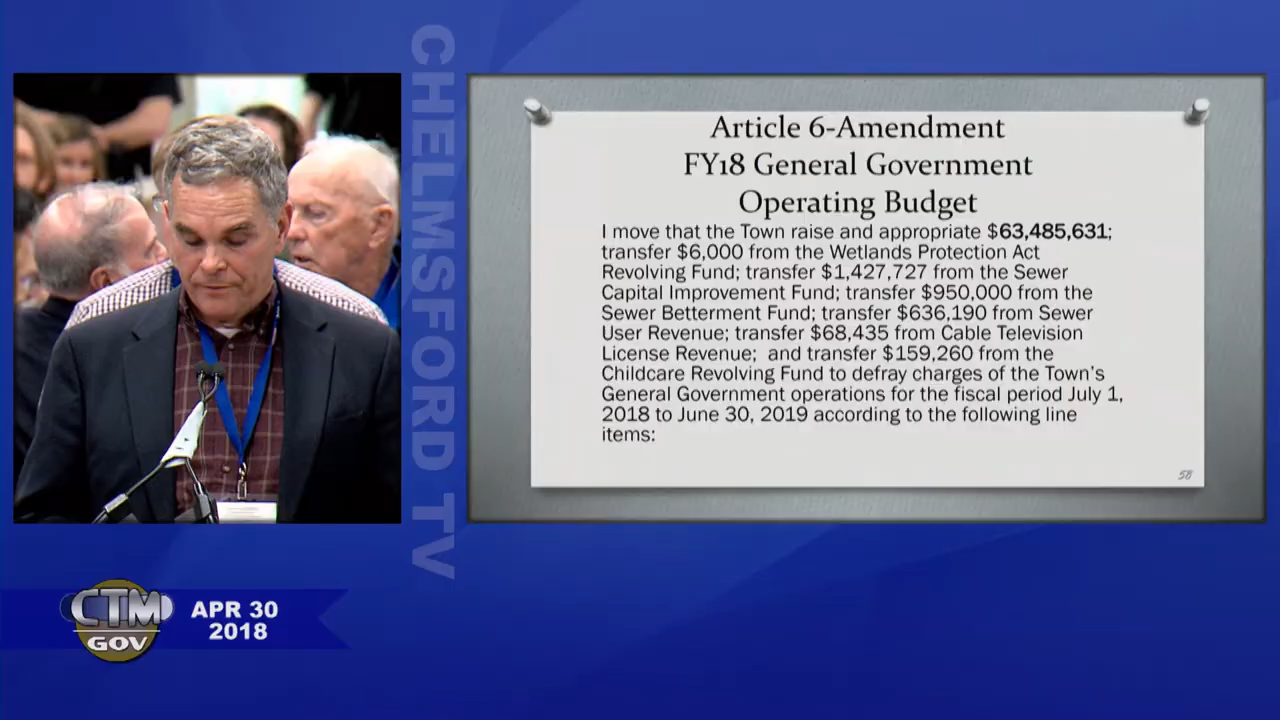 CHELMSFORD TV
Article 6-Amendment
FY18 General Government
Operating Budget
I move that the Town raise and appropriate $63,485,631;
transfer $6,000 from the Wetlands Protection Act
Revolving Fund; transfer $1,427,727 from the Sewer
Capital Improvement Fund; transfer $950,000 from the
Sewer Betterment Fund; transfer $636,190 from Sewer
User Revenue; transfer $68,435 from Cable Television
License Revenue;  and transfer $159,260 from the
Childcare Revolving Fund to defray charges of the Town's
General Government operations for the fiscal period July 1,
2018 to June 30, 2019 according to the following line
items:
58
CTM
GOV
APR 30
2018